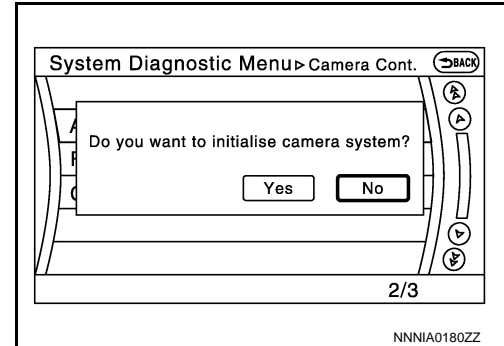 System Diagnostic Menu▷Camera Cont.
BACK
Do you want to initialise camera system?
Yes
No
2/3
NNNIA0180ZZ